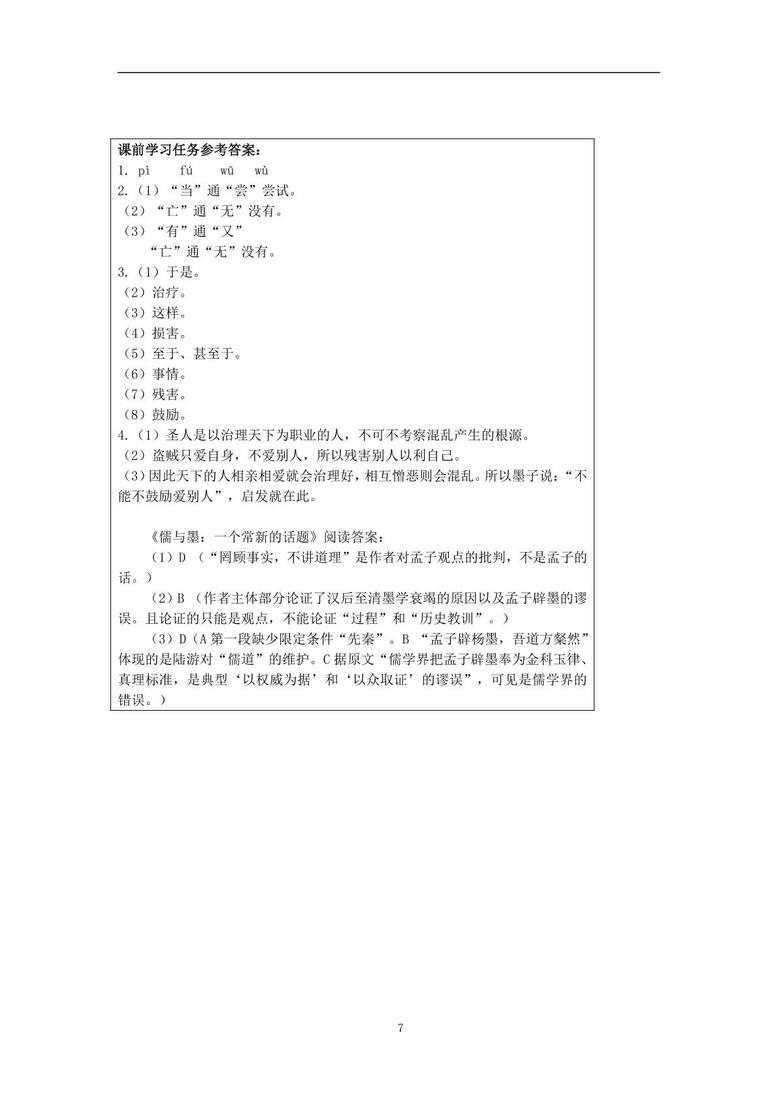 课前学习任务参考答案：
1. pì fú wū wù
2.（1）“当”通“尝”尝试。
（2）“亡”通“无”没有。
（3）“有”通“又”
“亡”通“无”没有。
3.（1）于是。
（2）治疗。
（3）这样。
（4）损害。
（5）至于、甚至于。
（6）事情。
（7）残害。
（8）鼓励。
4.（1）圣人是以治理天下为职业的人，不可不考察混乱产生的根源。
（2）盗贼只爱自身，不爱别人，所以残害别人以利自己。
（3）因此天下的人相亲相爱就会治理好，相互憎恶则会混乱。所以墨子说：“不
能不鼓励爱别人”，启发就在此。
《儒与墨：一个常新的话题》阅读答案：
（1）D （“罔顾事实，不讲道理”是作者对孟子观点的批判，不是孟子的
话。）
（2）B （作者主体部分论证了汉后至清墨学衰竭的原因以及孟子辟墨的谬
误。且论证的只能是观点，不能论证“过程”和“历史教训”。）
（3）D（A 第一段缺少限定条件“先秦”。B “孟子辟杨墨，吾道方粲然”
体现的是陆游对“儒道”的维护。C 据原文“儒学界把孟子辟墨奉为金科玉律、
真理标准，是典型‘以权威为据’和‘以众取证’的谬误”，可见是儒学界的
错误。）
7